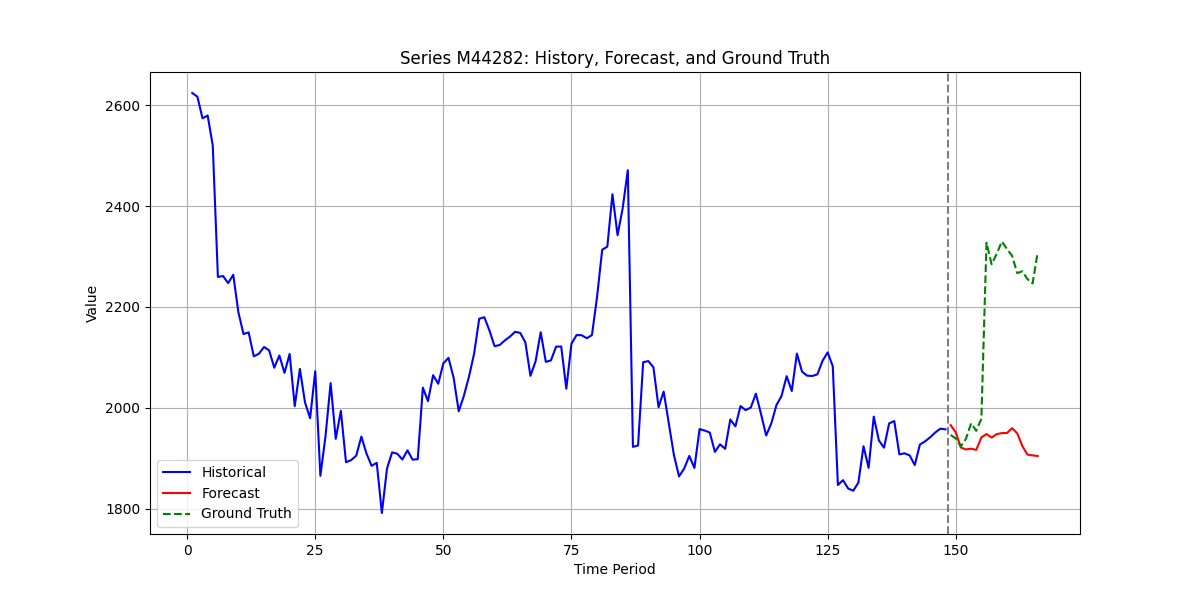 Series M44282: History, Forecast, and Ground Truth
2600
2400
2200
2000
1800
Value
Historical
Forecast
Ground Truth
0 25 50 75 100 125 150
Time Period